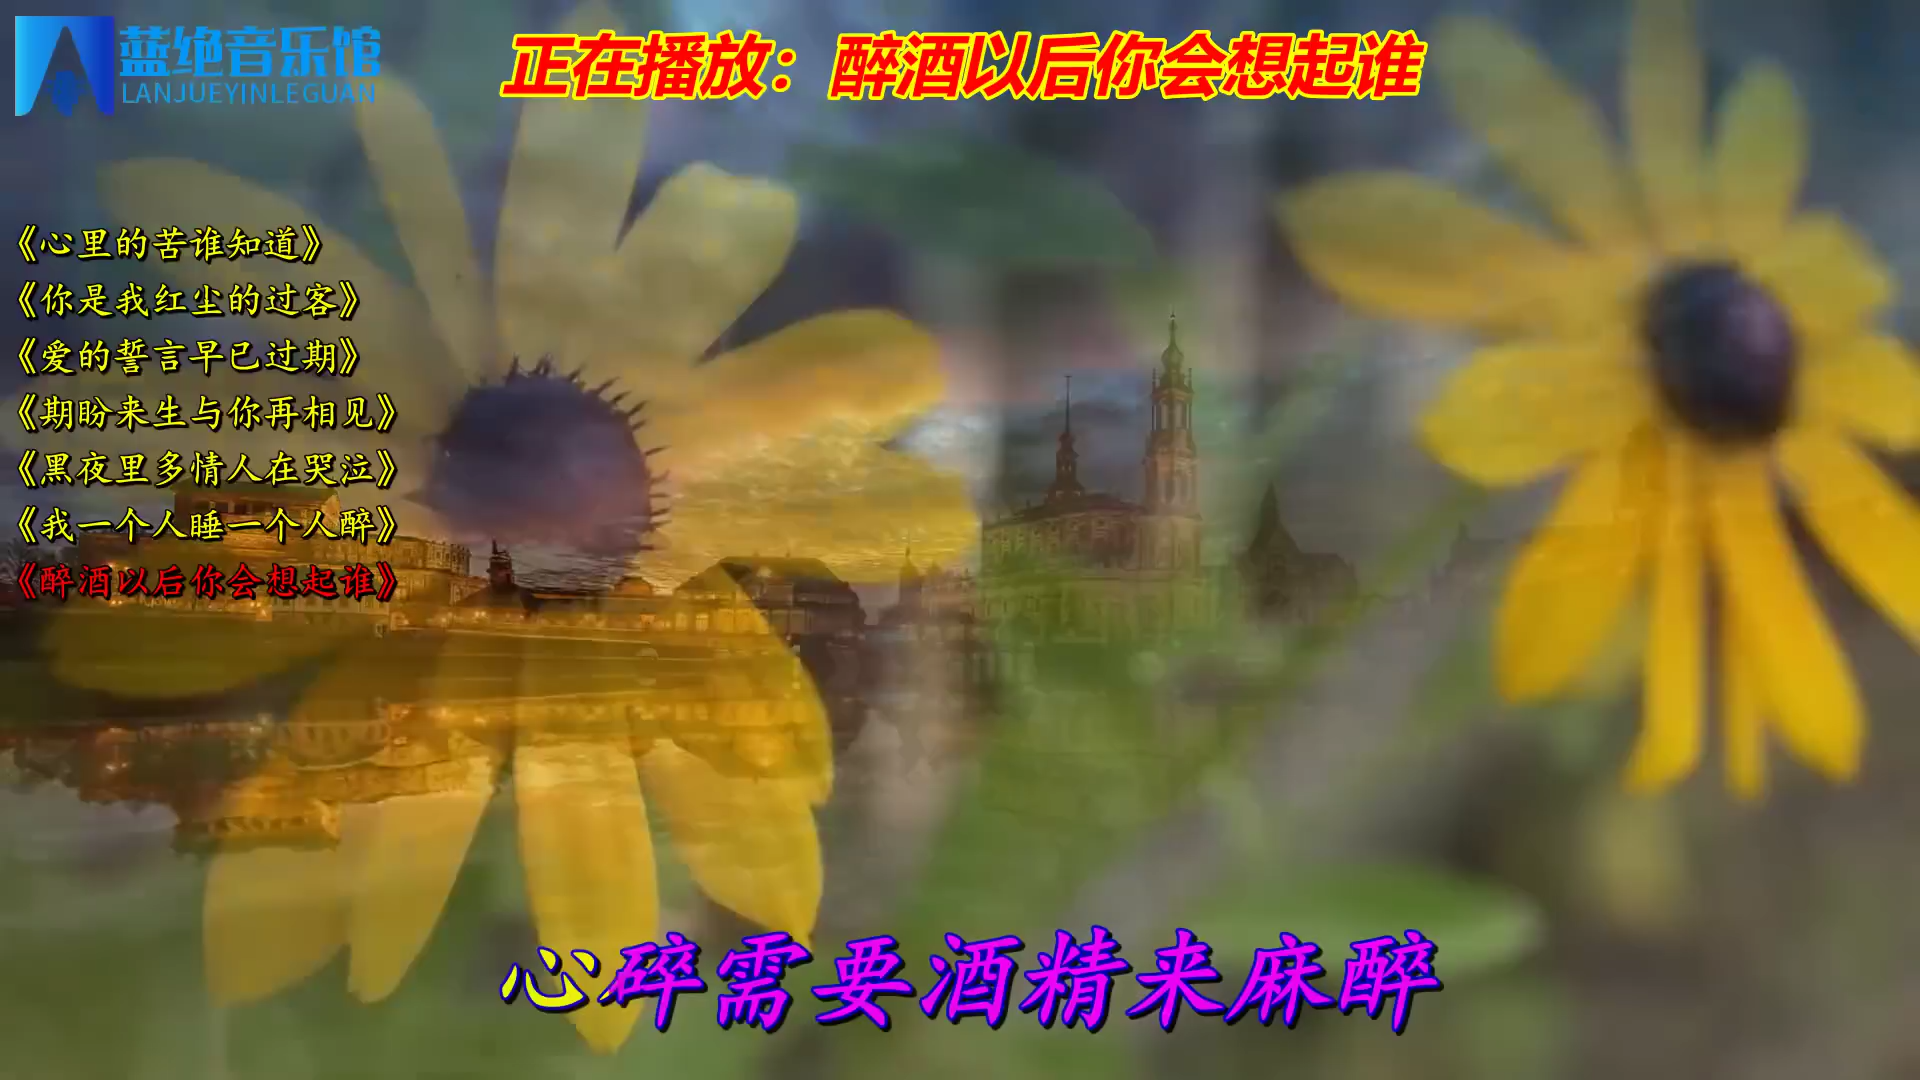 蓝绝音乐馆
LANJUEYINLEGUAN
正在播放：醉酒以后你会想起谁
《心里的苦谁知道》
《你是我红尘的过客》
《爱的誓言早已过期》
《期盼来生与你再相见》
《黑夜里多情人在哭泣》
《我一个人睡一个人醉》
《醉酒以后你会想起谁》
心碎需要酒精来麻醉